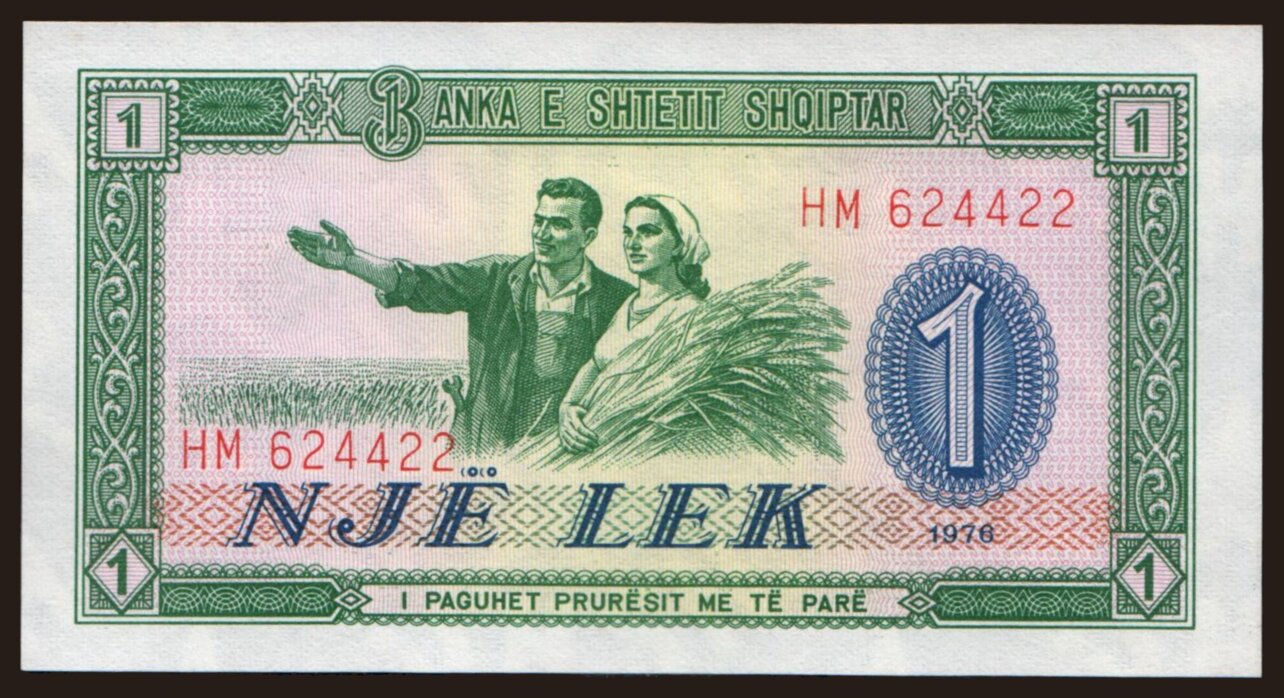 1 BANKA E SHTETIT SHQIPTAR 1
HM 624422
1
HM 624422
NJË LEK
1976
1 I PAGUHET PRURËSIT ME TË PARË 1